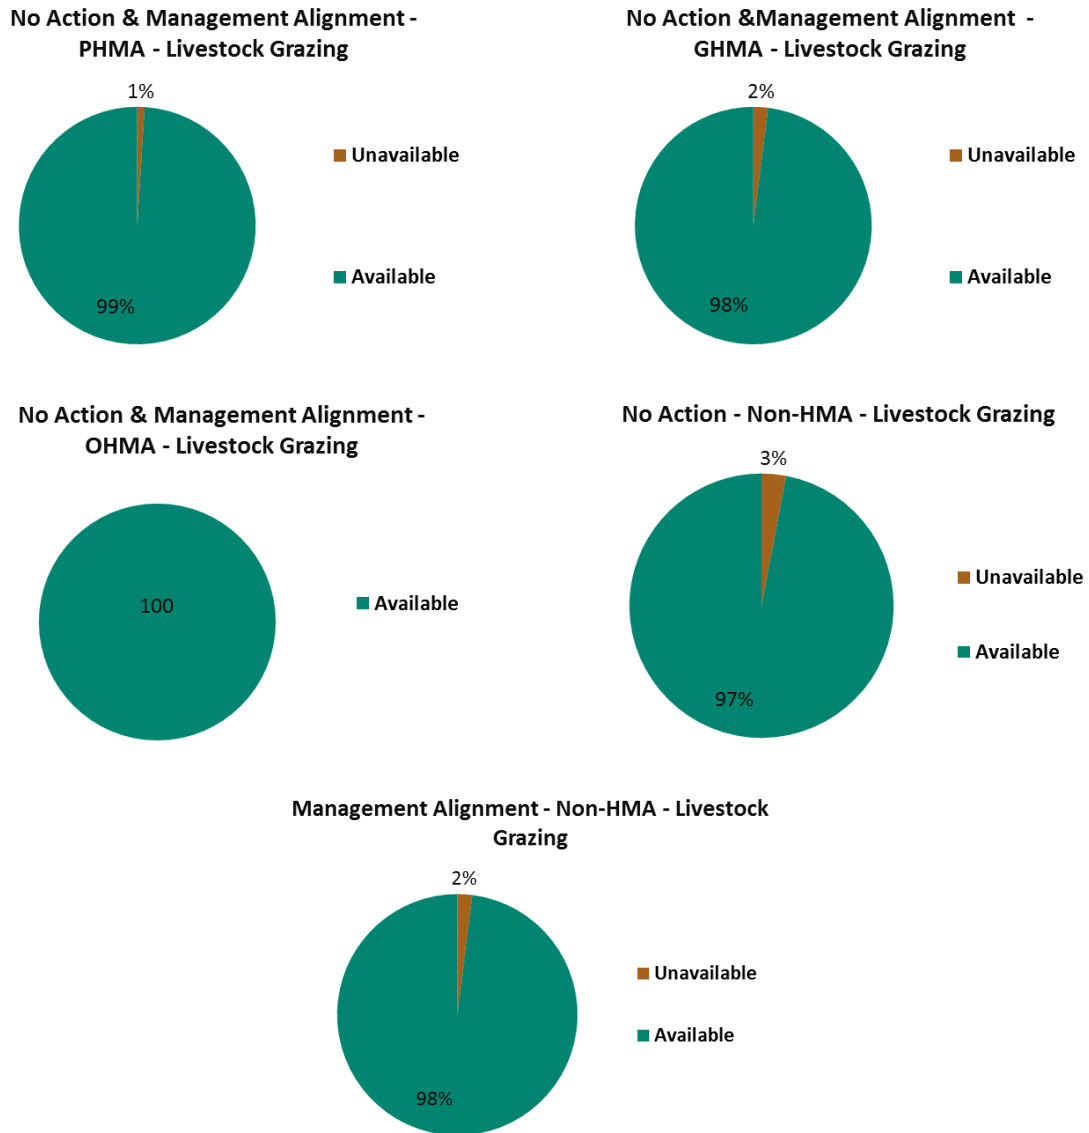 No Action & Management Alignment -
PHMA - Livestock Grazing
1%
Unavailable
Available
99%
No Action &Management Alignment -
GHMA - Livestock Grazing
2%
Unavailable
Available
98%
No Action & Management Alignment -
OHMA - Livestock Grazing
Available
100
No Action - Non-HMA - Livestock Grazing
3%
Unavailable
Available
97%
Management Alignment - Non-HMA - Livestock
Grazing
2%
Unavailable
Available
98%